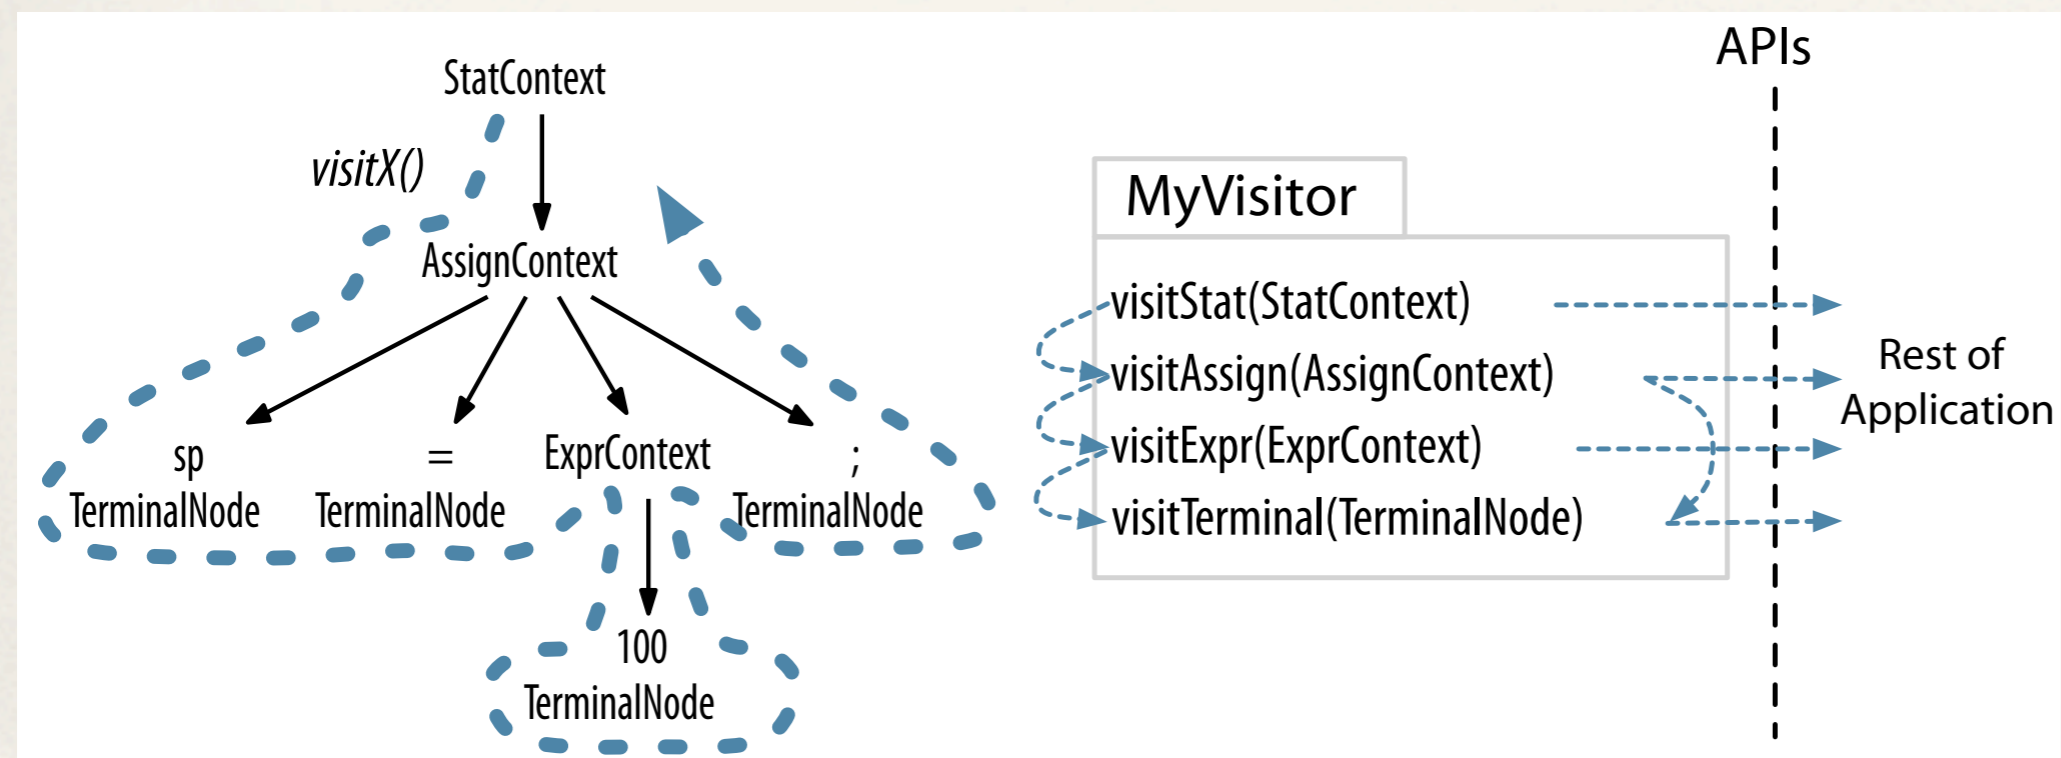 StatContext
visitX()
AssignContext
sp
TerminalNode
=
TerminalNode
ExprContext
;
TerminalNode
100
TerminalNode
MyVisitor
visitStat(StatContext)
visitAssign(AssignContext)
visitExpr(ExprContext)
visitTerminal(TerminalNode)
APIs
Rest of
Application